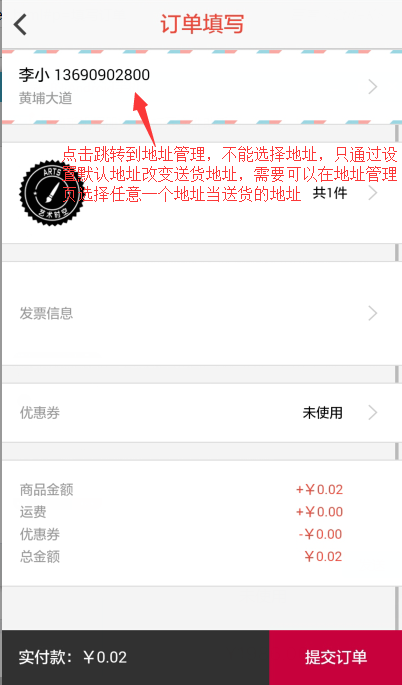 订单填写
李小 13690902800
黄埔大道
点击跳转到地址管理，不能选择地址，只通过设
置默认地址改变送货地址，需要可以在地址管理
页选择任意一个地址当送货的地址
ARTS
艺术时空
共1件
发票信息
优惠券 未使用
商品金额 +￥0.02
运费 +￥0.00
优惠券 -￥0.00
总金额 ￥0.02
实付款：￥0.02 提交订单